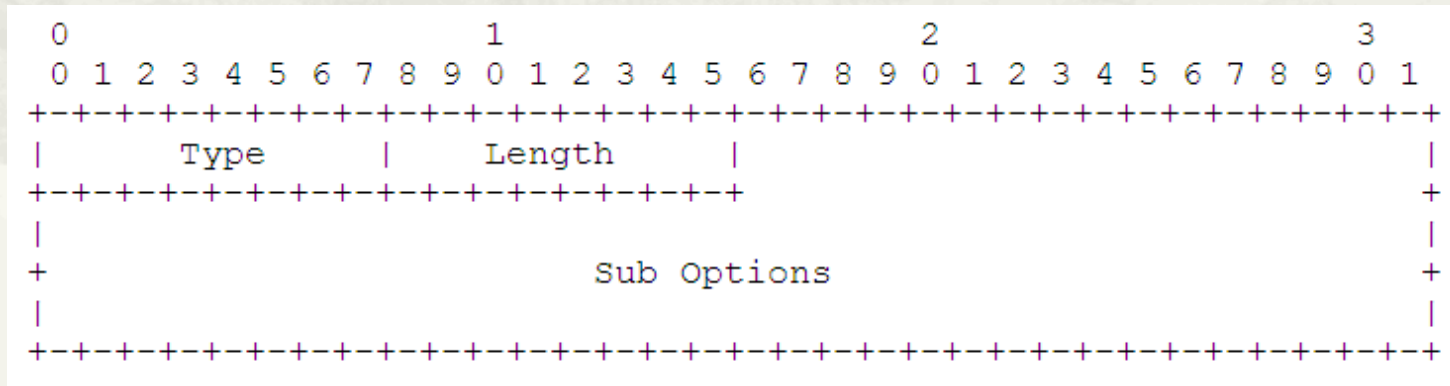 0                   1                   2                   3
0 1 2 3 4 5 6 7 8 9 0 1 2 3 4 5 6 7 8 9 0 1 2 3 4 5 6 7 8 9 0 1
+-+-+-+-+-+-+-+-+-+-+-+-+-+-+-+-+-+-+-+-+-+-+-+-+-+-+-+-+-+-+-+-+
|      Type     |    Length     |                               |
+-+-+-+-+-+-+-+-+-+-+-+-+-+-+-+-+                               +
|                                                               |
+                         Sub Options                           +
|                                                               |
+-+-+-+-+-+-+-+-+-+-+-+-+-+-+-+-+-+-+-+-+-+-+-+-+-+-+-+-+-+-+-+-+